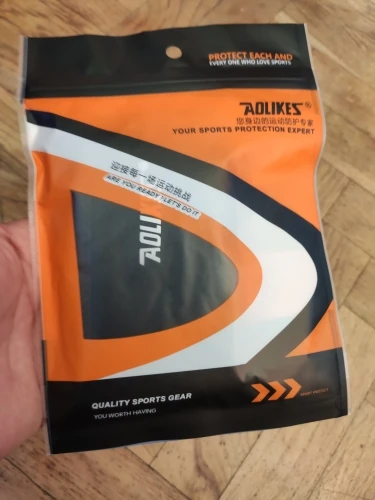 PROTECT EACH AND
EVERY ONE WHO LOVE SPORTS
AOLIKES®
您身边的运动防护专家
YOUR SPORTS PROTECTION EXPERT
迎接每一场运动挑战
ARE YOU READY?LET'S DO IT
AOLI
QUALITY SPORTS GEAR
YOU WORTH HAVING